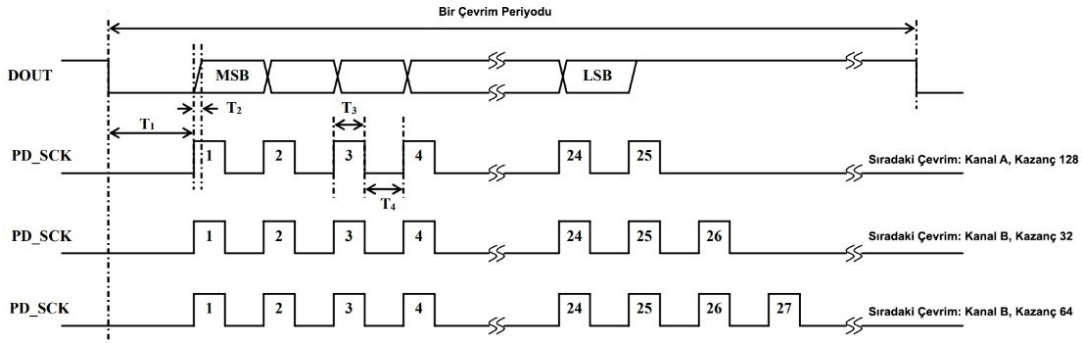 Bir Çevrim Periyodu
DOUT MSB LSB
T₂ T₃
T₁
PD_SCK 1 2 3 4 24 25 Sıradaki Çevrim: Kanal A, Kazanç 128
T₄
PD_SCK 1 2 3 4 24 25 26 Sıradaki Çevrim: Kanal B, Kazanç 32
PD_SCK 1 2 3 4 24 25 26 27 Sıradaki Çevrim: Kanal B, Kazanç 64